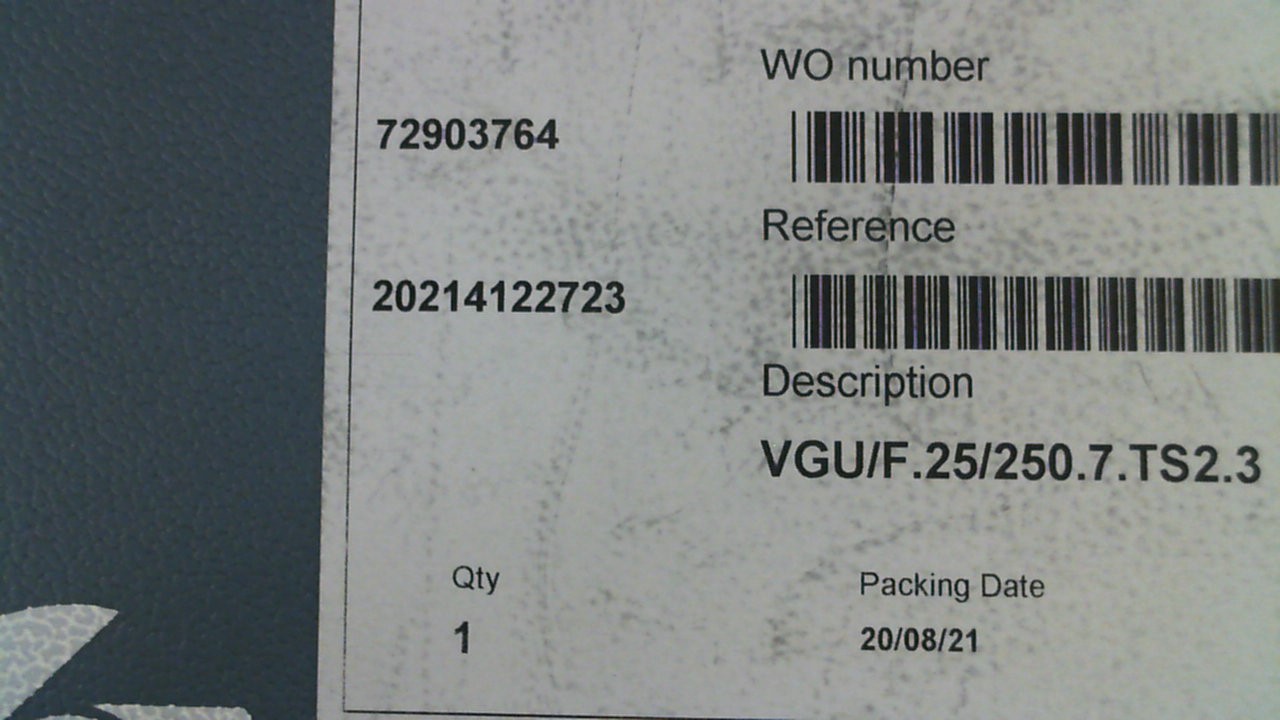 WO number
72903764
Reference
20214122723
Description
VGU/F.25/250.7.TS2.3
Qty
Packing Date
1
20/08/21